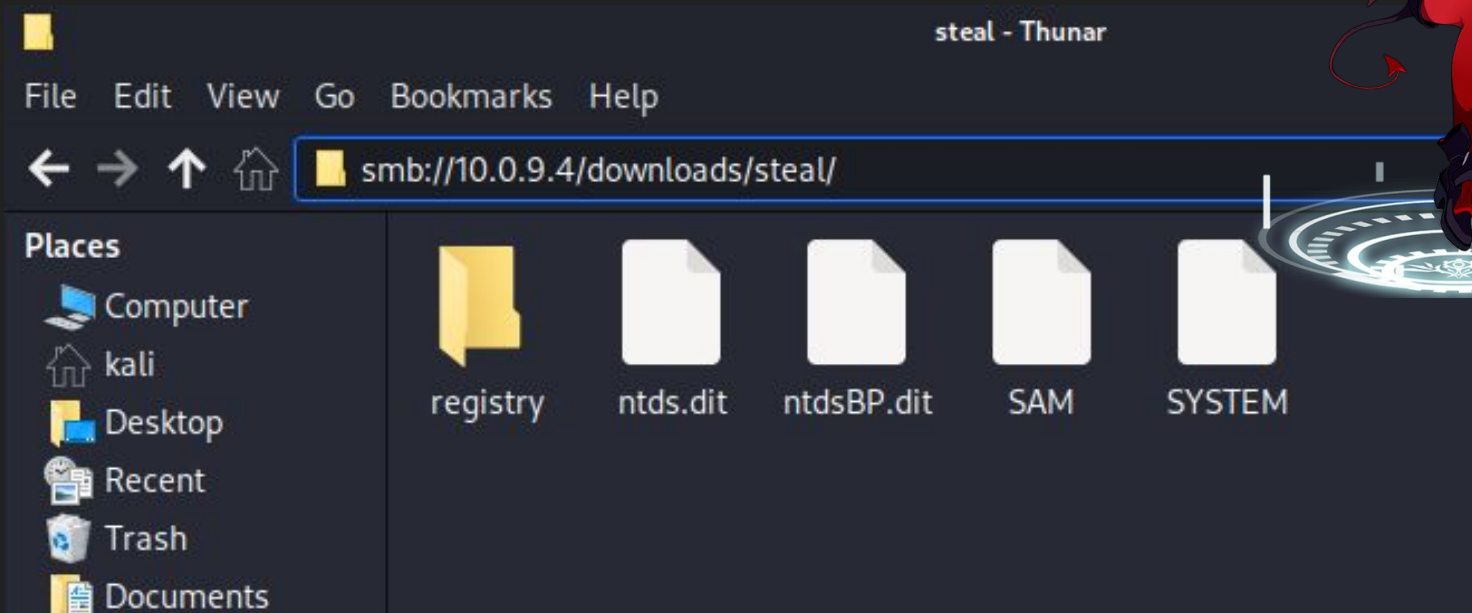 steal - Thunar
File Edit View Go Bookmarks Help
smb://10.0.9.4/downloads/steal/
Places
Computer
kali
Desktop
Recent
Trash
Documents
registry ntds.dit ntdsBP.dit SAM SYSTEM